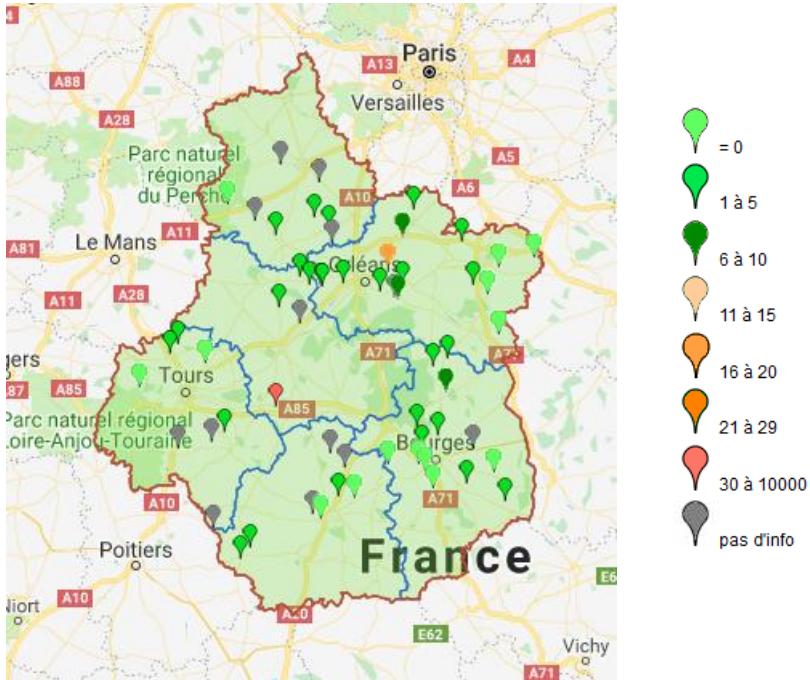 Paris
A13
A4
4
Versailles
A88
A11
A28
Parc naturel
régional
du Perche
A5
A10
A6
A11
A81
Le Mans
Orléans
A11
A28
A71
A77
gers
87
A85
Tours
A85
Parc naturel régional
Loire-Anjou-Touraine
Bourges
A10
A71
Poitiers
France
E6
Niort
A10
A20
E62
Vichy
A71
= 0
1 à 5
6 à 10
11 à 15
16 à 20
21 à 29
30 à 10000
pas d'info